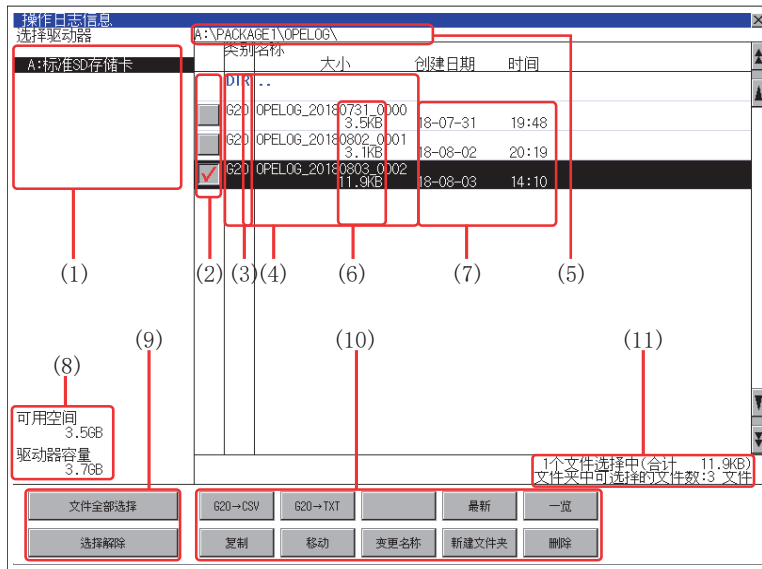 操作日志信息
选择驱动器 A:\PACKAGE1\OPELOG\
类别 名称
大小 创建日期 时间
A:标准SD存储卡
DIR ..
G20 OPELOG_20180731_0000
3.5KB 18-07-31 19:48
G20 OPELOG_20180802_0001
3.1KB 18-08-02 20:19
G20 OPELOG_20180803_0002
11.9KB 18-08-03 14:10
(1) (2) (3) (4) (6) (7) (5)
(9) (10) (11)
(8)
可用空间
3.5GB
驱动器容量
3.7GB
1个文件选择中(合计 11.9KB)
文件夹中可选择的文件数:3 文件
文件全部选择 G20→CSV G20→TXT 最新 一览
选择解除 复制 移动 变更名称 新建文件夹 删除